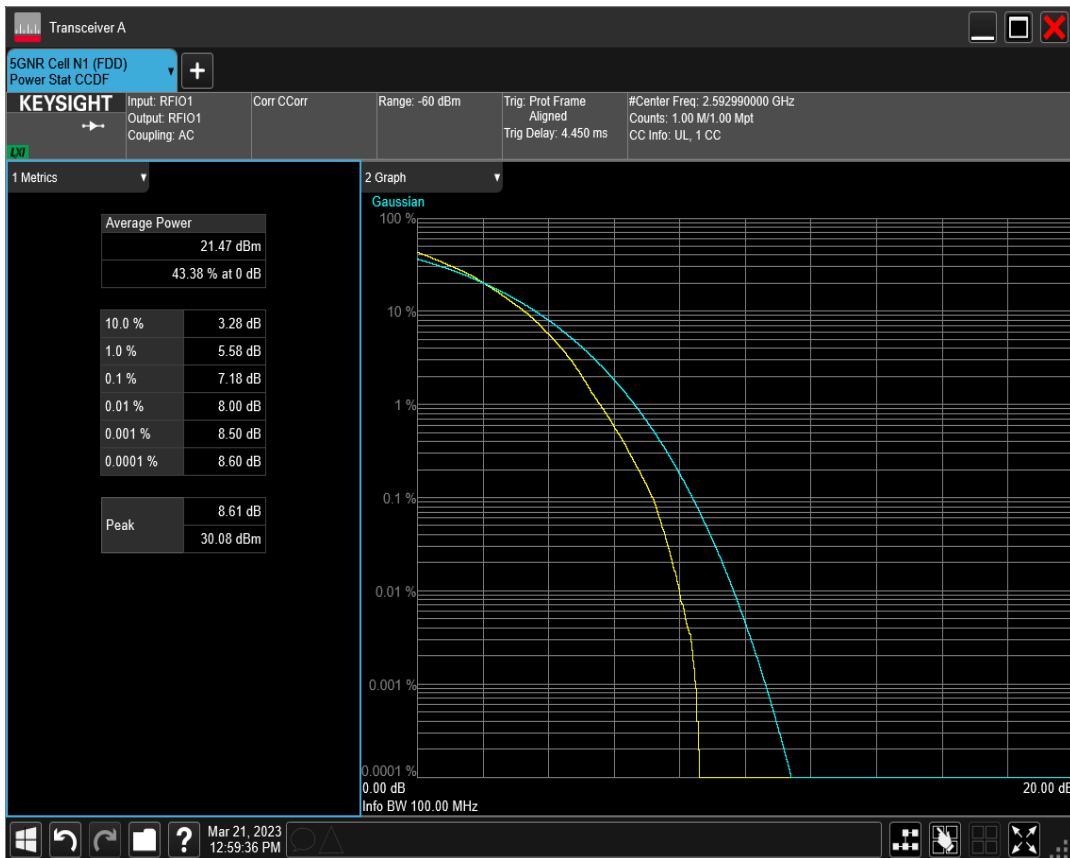 Transceiver A
5GNR Cell N1 (FDD)
Power Stat CCDF
KEYSIGHT
LXI
Input: RFIO1
Output: RFIO1
Coupling: AC
Corr CCorr
Range: -60 dBm
Trig: Prot Frame
Aligned
Trig Delay: 4.450 ms
#Center Freq: 2.592990000 GHz
Counts: 1.00 M/1.00 Mpt
CC Info: UL, 1 CC
1 Metrics
Average Power
21.47 dBm
43.38 % at 0 dB
10.0 % 3.28 dB
1.0 % 5.58 dB
0.1 % 7.18 dB
0.01 % 8.00 dB
0.001 % 8.50 dB
0.0001 % 8.60 dB
Peak 8.61 dB
30.08 dBm
2 Graph
Gaussian
100 %
10 %
1 %
0.1 %
0.01 %
0.001 %
0.0001 %
0.00 dB 20.00 dB
Info BW 100.00 MHz
?
Mar 21, 2023
12:59:36 PM